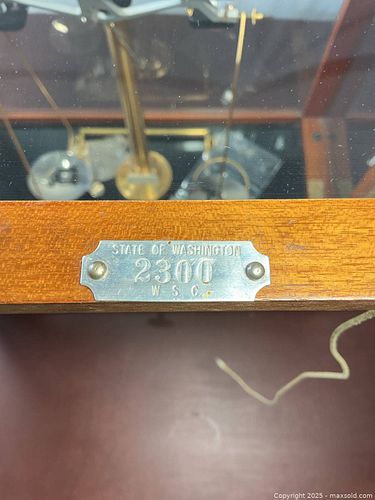 STATE OF WASHINGTON
2300
W S C
Copyright 2025 - maxsold.com